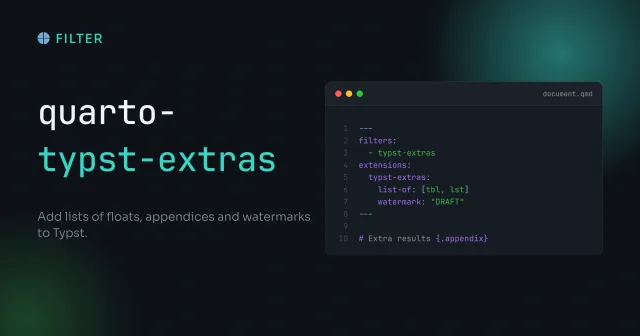 FILTER
quarto-
typst-extras
Add lists of floats, appendices and watermarks
to Typst.
document.qmd
1 ---
2 filters:
3   - typst-extras
4 extensions:
5   typst-extras:
6     list-of: [tbl, lst]
7     watermark: "DRAFT"
8 ---
9
10 # Extra results {.appendix}